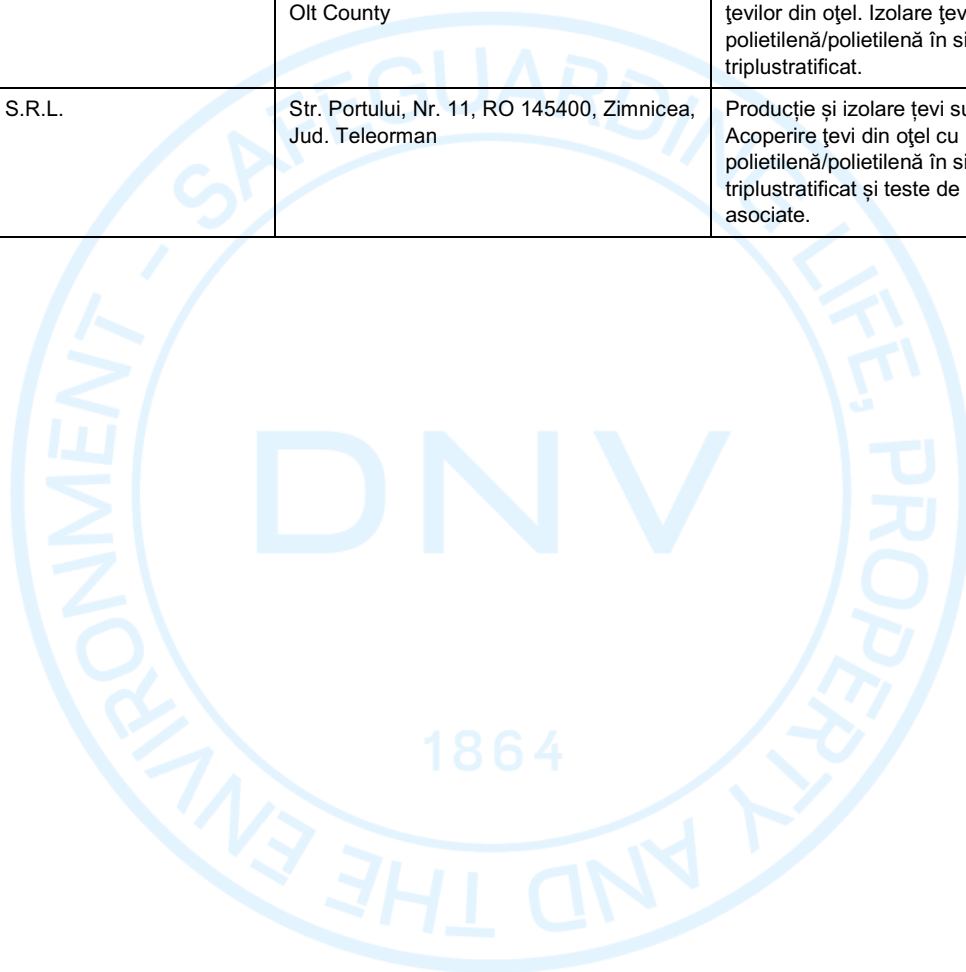 Olt County
ţevilor din oţel. Izolare ţev
polietilenă/polietilenă în si
triplustratificat.
S.R.L.
Str. Portului, Nr. 11, RO 145400, Zimnicea,
Jud. Teleorman
Producție și izolare țevi su
Acoperire ţevi din oţel cu
polietilenă/polietilenă în si
triplustratificat și teste de
asociate.
SAFEGUARDING LIFE, PROPERTY AND THE ENVIRONMENT -
DNV
1864